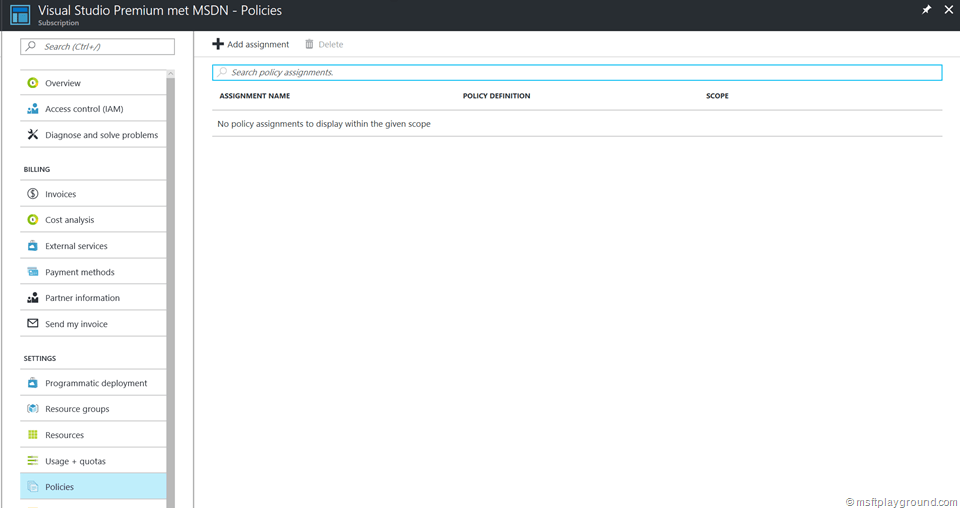 Visual Studio Premium met MSDN - Policies
Subscription
Search (Ctrl+/)
Overview
Access control (IAM)
Diagnose and solve problems
BILLING
Invoices
Cost analysis
External services
Payment methods
Partner information
Send my invoice
SETTINGS
Programmatic deployment
Resource groups
Resources
Usage + quotas
Policies
Add assignment Delete
Search policy assignments.
ASSIGNMENT NAME POLICY DEFINITION SCOPE
No policy assignments to display within the given scope
© msftplayground.com